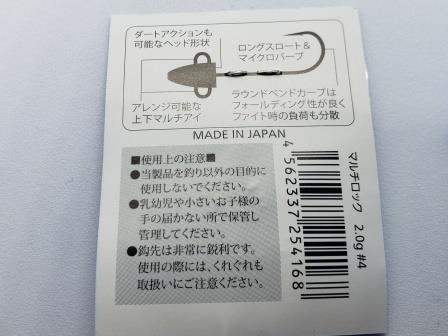 ダートアクションも
可能なヘッド形状
ロングスロート&
マイクロバーブ
アレンジ可能な
上下マルチアイ
ラウンドベンドカーブは
フォールディング性が良く
ファイト時の負荷も分散
MADE IN JAPAN
■使用上の注意■
●当製品を釣り以外の目的に
使用しないでください。
●乳幼児や小さいお子様の
手の届かない所で保管し
管理してください。
●鈎先は非常に鋭利です。
使用の際には、くれぐれも
取扱いにご注意ください。
4 562337 254168
マルチロック 2.0g #4